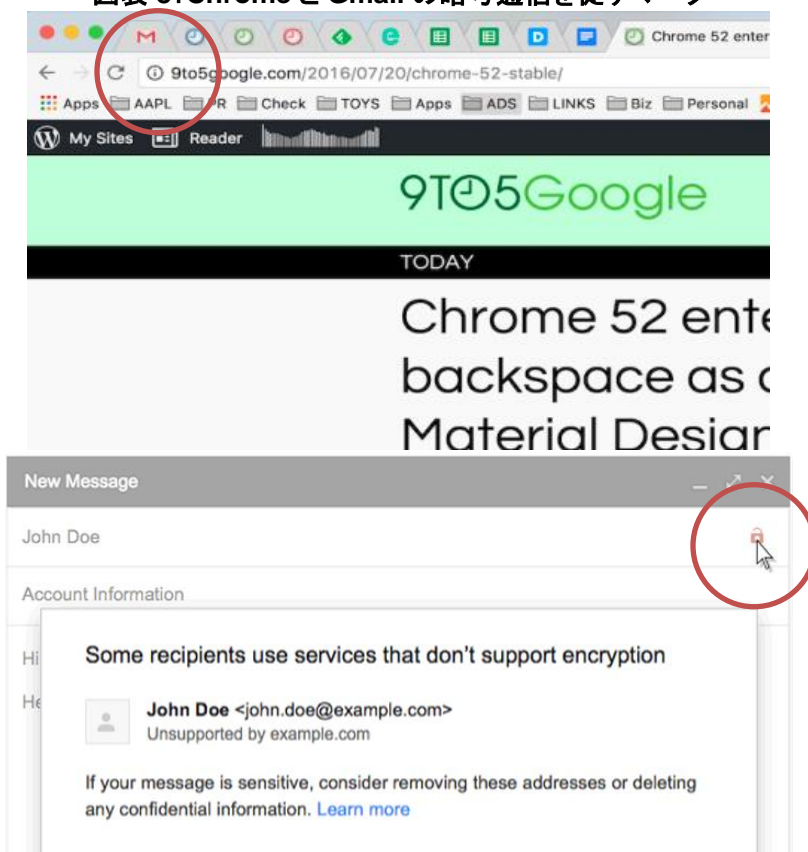 Chrome 52 enter
9to5google.com/2016/07/20/chrome-52-stable/
Apps AAPL PR Check TOYS Apps ADS LINKS Biz Personal
My Sites Reader
9TO5Google
TODAY
Chrome 52 ente
backspace as
Material Design
New Message
John Doe
Account Information
Hi
He
Some recipients use services that don't support encryption
John Doe <john.doe@example.com>
Unsupported by example.com
If your message is sensitive, consider removing these addresses or deleting
any confidential information. Learn more